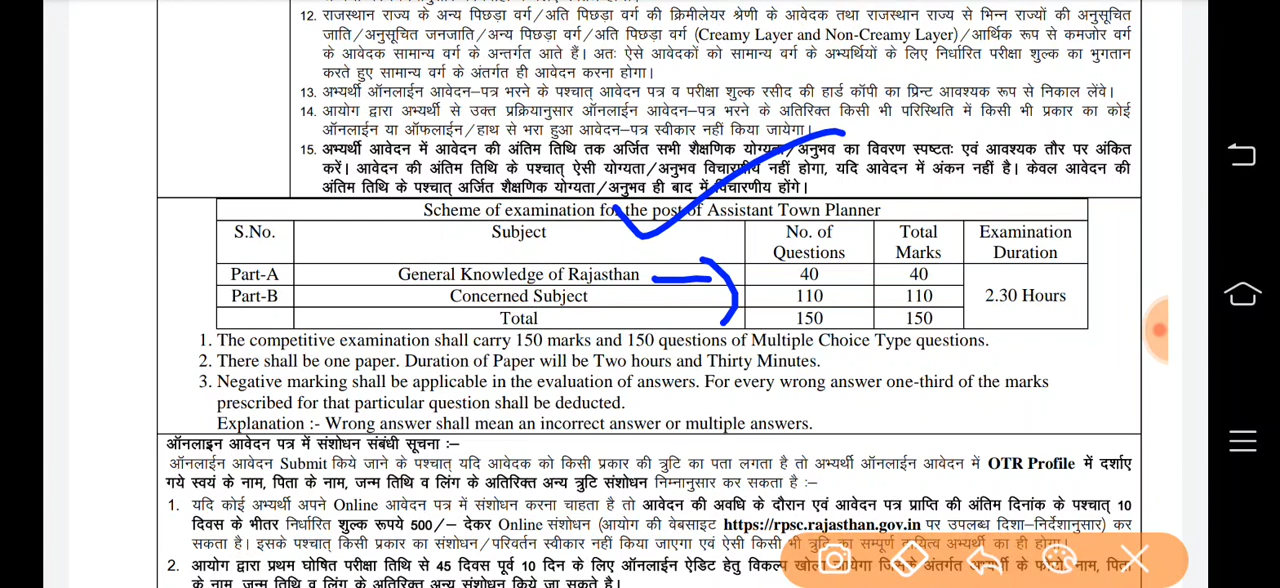 12. राजस्थान राज्य के अन्य पिछड़ा वर्ग/अति पिछड़ा वर्ग की क्रिमीलेयर श्रेणी के आवेदक तथा राजस्थान राज्य से भिन्न राज्यों की अनुसूचित
जाति/अनुसूचित जनजाति/अन्य पिछड़ा वर्ग/अति पिछड़ा वर्ग (Creamy Layer and Non-Creamy Layer)/आर्थिक रूप से कमजोर वर्ग
के आवेदक सामान्य वर्ग के अन्तर्गत आते हैं। अतः ऐसे आवेदकों को सामान्य वर्ग के अभ्यर्थियों के लिए निर्धारित परीक्षा शुल्क का भुगतान
करते हुए सामान्य वर्ग के अंतर्गत ही आवेदन करना होगा।
13. अभ्यर्थी ऑनलाईन आवेदन–पत्र भरने के पश्चात् आवेदन पत्र व परीक्षा शुल्क रसीद की हार्ड कॉपी का प्रिन्ट आवश्यक रूप से निकाल लेंवे।
14. आयोग द्वारा अभ्यर्थी से उक्त प्रक्रियानुसार ऑनलाईन आवेदन–पत्र भरने के अतिरिक्त किसी भी परिस्थिति में किसी भी प्रकार का कोई
ऑनलाईन या ऑफलाईन/हाथ से भरा हुआ आवेदन–पत्र स्वीकार नहीं किया जायेगा।
15. अभ्यर्थी आवेदन में आवेदन की अंतिम तिथि तक अर्जित सभी शैक्षणिक योग्यता/अनुभव का विवरण स्पष्टतः एवं आवश्यक तौर पर अंकित
करें। आवेदन की अंतिम तिथि के पश्चात् ऐसी योग्यता/अनुभव विचारणीय नहीं होगा, यदि आवेदन में अंकन नहीं है। केवल आवेदन की
अंतिम तिथि के पश्चात् अर्जित शैक्षणिक योग्यता/अनुभव ही बाद में विचारणीय होंगे।
Scheme of examination for the post of Assistant Town Planner
S.No. Subject No. of Questions Total Marks Examination Duration
Part-A General Knowledge of Rajasthan 40 40
Part-B Concerned Subject 110 110 2.30 Hours
Total 150 150
1. The competitive examination shall carry 150 marks and 150 questions of Multiple Choice Type questions.
2. There shall be one paper. Duration of Paper will be Two hours and Thirty Minutes.
3. Negative marking shall be applicable in the evaluation of answers. For every wrong answer one-third of the marks
prescribed for that particular question shall be deducted.
Explanation :- Wrong answer shall mean an incorrect answer or multiple answers.
ऑनलाईन आवेदन पत्र में संशोधन संबंधी सूचना :–
ऑनलाईन आवेदन Submit किये जाने के पश्चात् यदि आवेदक को किसी प्रकार की त्रुटि का पता लगता है तो अभ्यर्थी ऑनलाईन आवेदन में OTR Profile में दर्शाए
गये स्वयं के नाम, पिता के नाम, जन्म तिथि व लिंग के अतिरिक्त अन्य त्रुटि संशोधन निम्नानुसार कर सकता है :–
1. यदि कोई अभ्यर्थी अपने Online आवेदन पत्र में संशोधन करना चाहता है तो आवेदन की अवधि के दौरान एवं आवेदन पत्र प्राप्ति की अंतिम दिनांक के पश्चात् 10
दिवस के भीतर निर्धारित शुल्क रूपये 500/– देकर Online संशोधन (आयोग की वेबसाइट https://rpsc.rajasthan.gov.in पर उपलब्ध दिशा–निर्देशानुसार) कर
सकता है। इसके पश्चात् किसी प्रकार का संशोधन/परिवर्तन स्वीकार नहीं किया जाएगा एवं ऐसी किसी भी त्रुटि का सम्पूर्ण दायित्व अभ्यर्थी का ही होगा।
2. आयोग द्वारा प्रथम घोषित परीक्षा तिथि से 45 दिवस पूर्व 10 दिन के लिए ऑनलाईन ऐडिट हेतु विकल्प खोला जायेगा जिसके अंतर्गत अभ्यर्थी के नाम, पिता
के नाम, जन्म तिथि व लिंग के अतिरिक्त अन्य संशोधन किये जा सकते है।